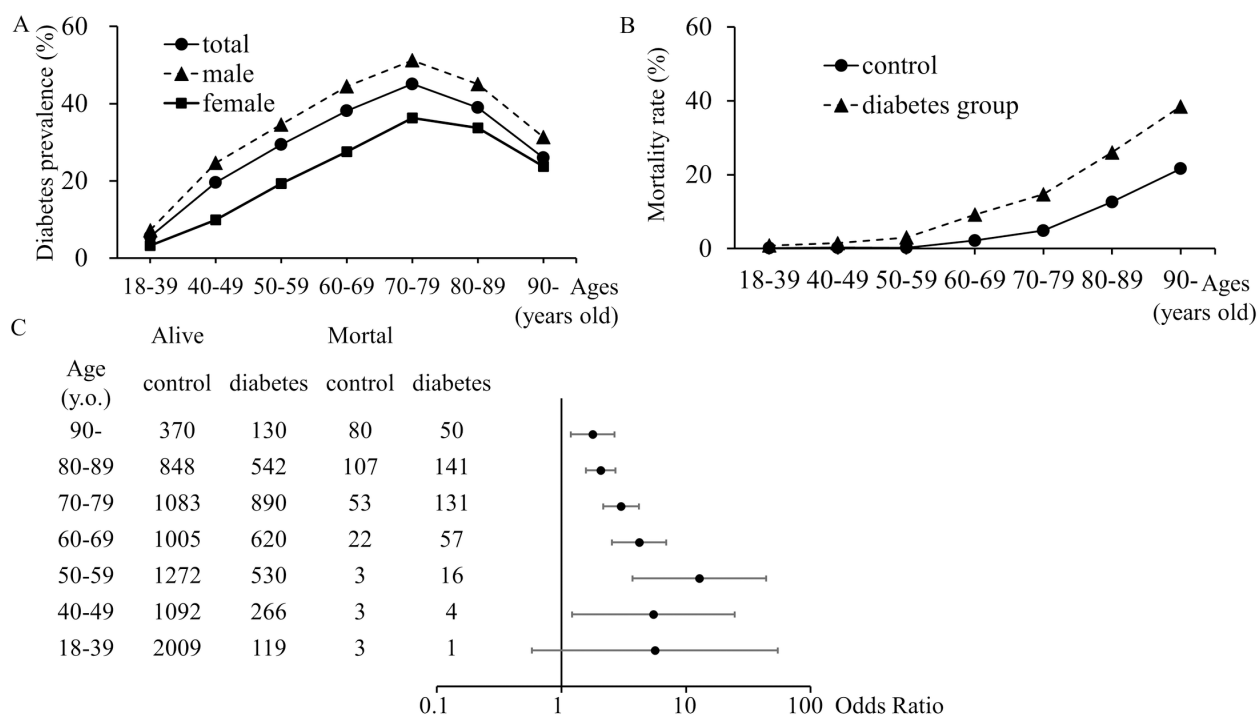 A
Diabetes prevalence (%)
60
40
20
0
total
male
female
18-39 40-49 50-59 60-69 70-79 80-89 90- Ages
(years old)
B
Mortality rate (%)
60
40
20
0
control
diabetes group
18-39 40-49 50-59 60-69 70-79 80-89 90- Ages
(years old)
C
Alive Mortal
Age
(y.o.)
control diabetes control diabetes
90- 370 130 80 50
80-89 848 542 107 141
70-79 1083 890 53 131
60-69 1005 620 22 57
50-59 1272 530 3 16
40-49 1092 266 3 4
18-39 2009 119 3 1
0.1 1 10 100 Odds Ratio